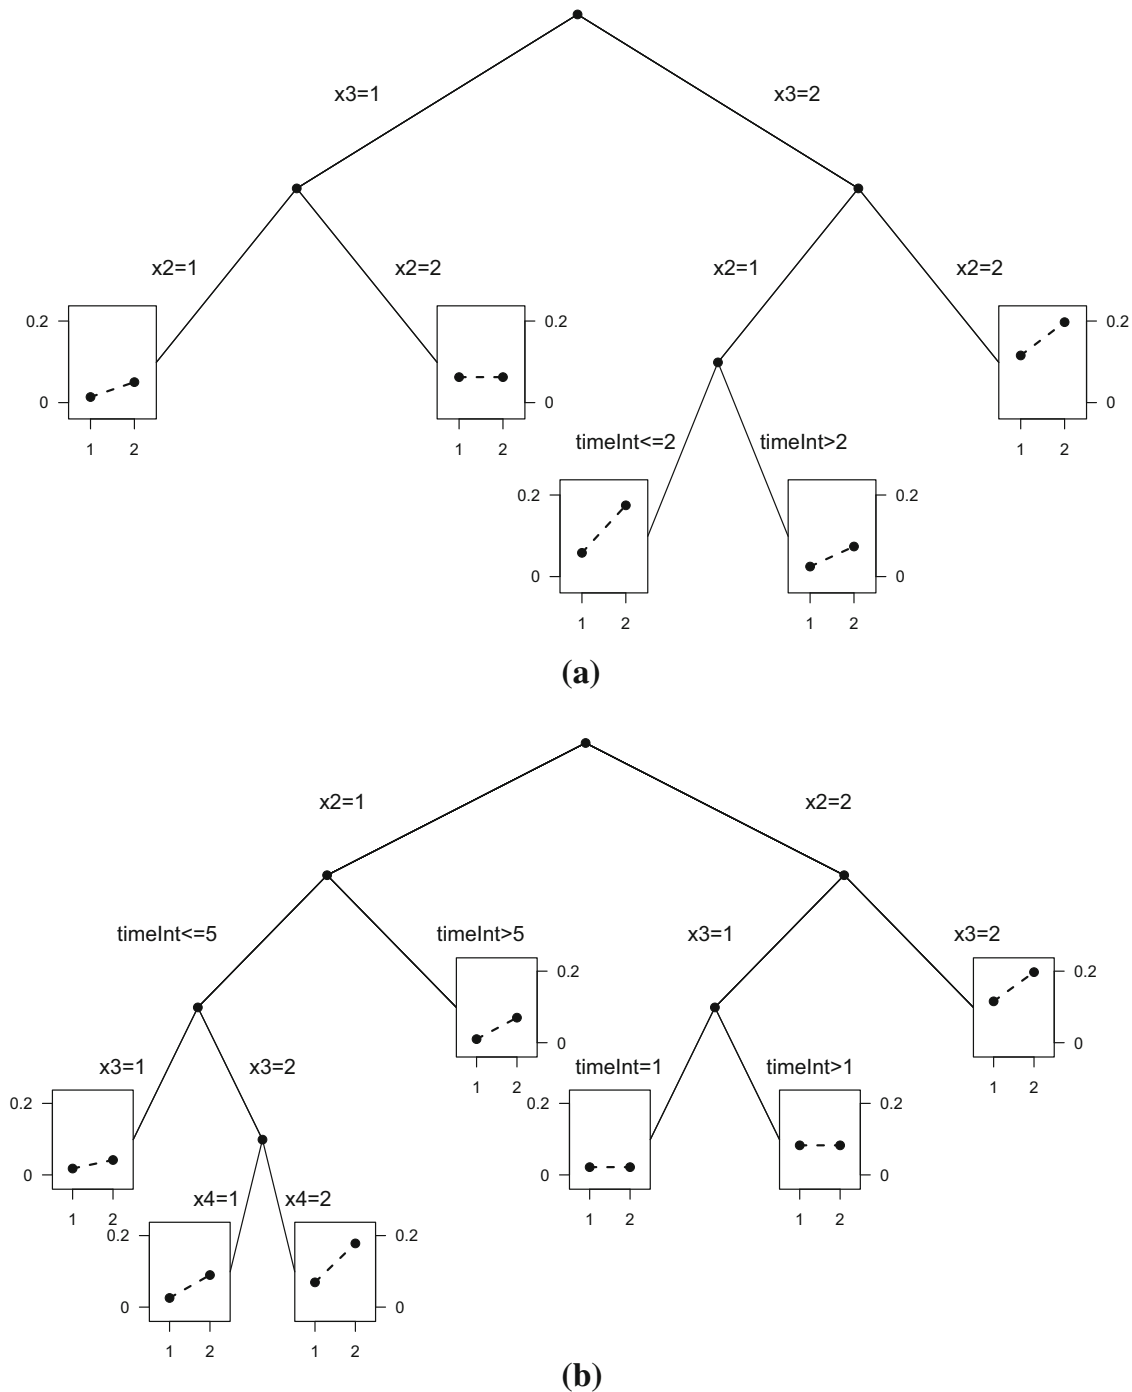 x3=1 x3=2
x2=1 x2=2 x2=1 x2=2
0.2 0.2 0.2
0 0 0
1 2 1 2 1 2
timeInt<=2 timeInt>2
0.2 0.2
0 0
1 2 1 2
(a)
x2=1 x2=2
timeInt<=5 timeInt>5 x3=1 x3=2
0.2 0.2
0 0
1 2 1 2
x3=1 x3=2 timeInt=1 timeInt>1
0.2 0.2 0.2
0 0 0
1 2 1 2 1 2
x4=1 x4=2
0.2 0.2
0 0
1 2 1 2
(b)